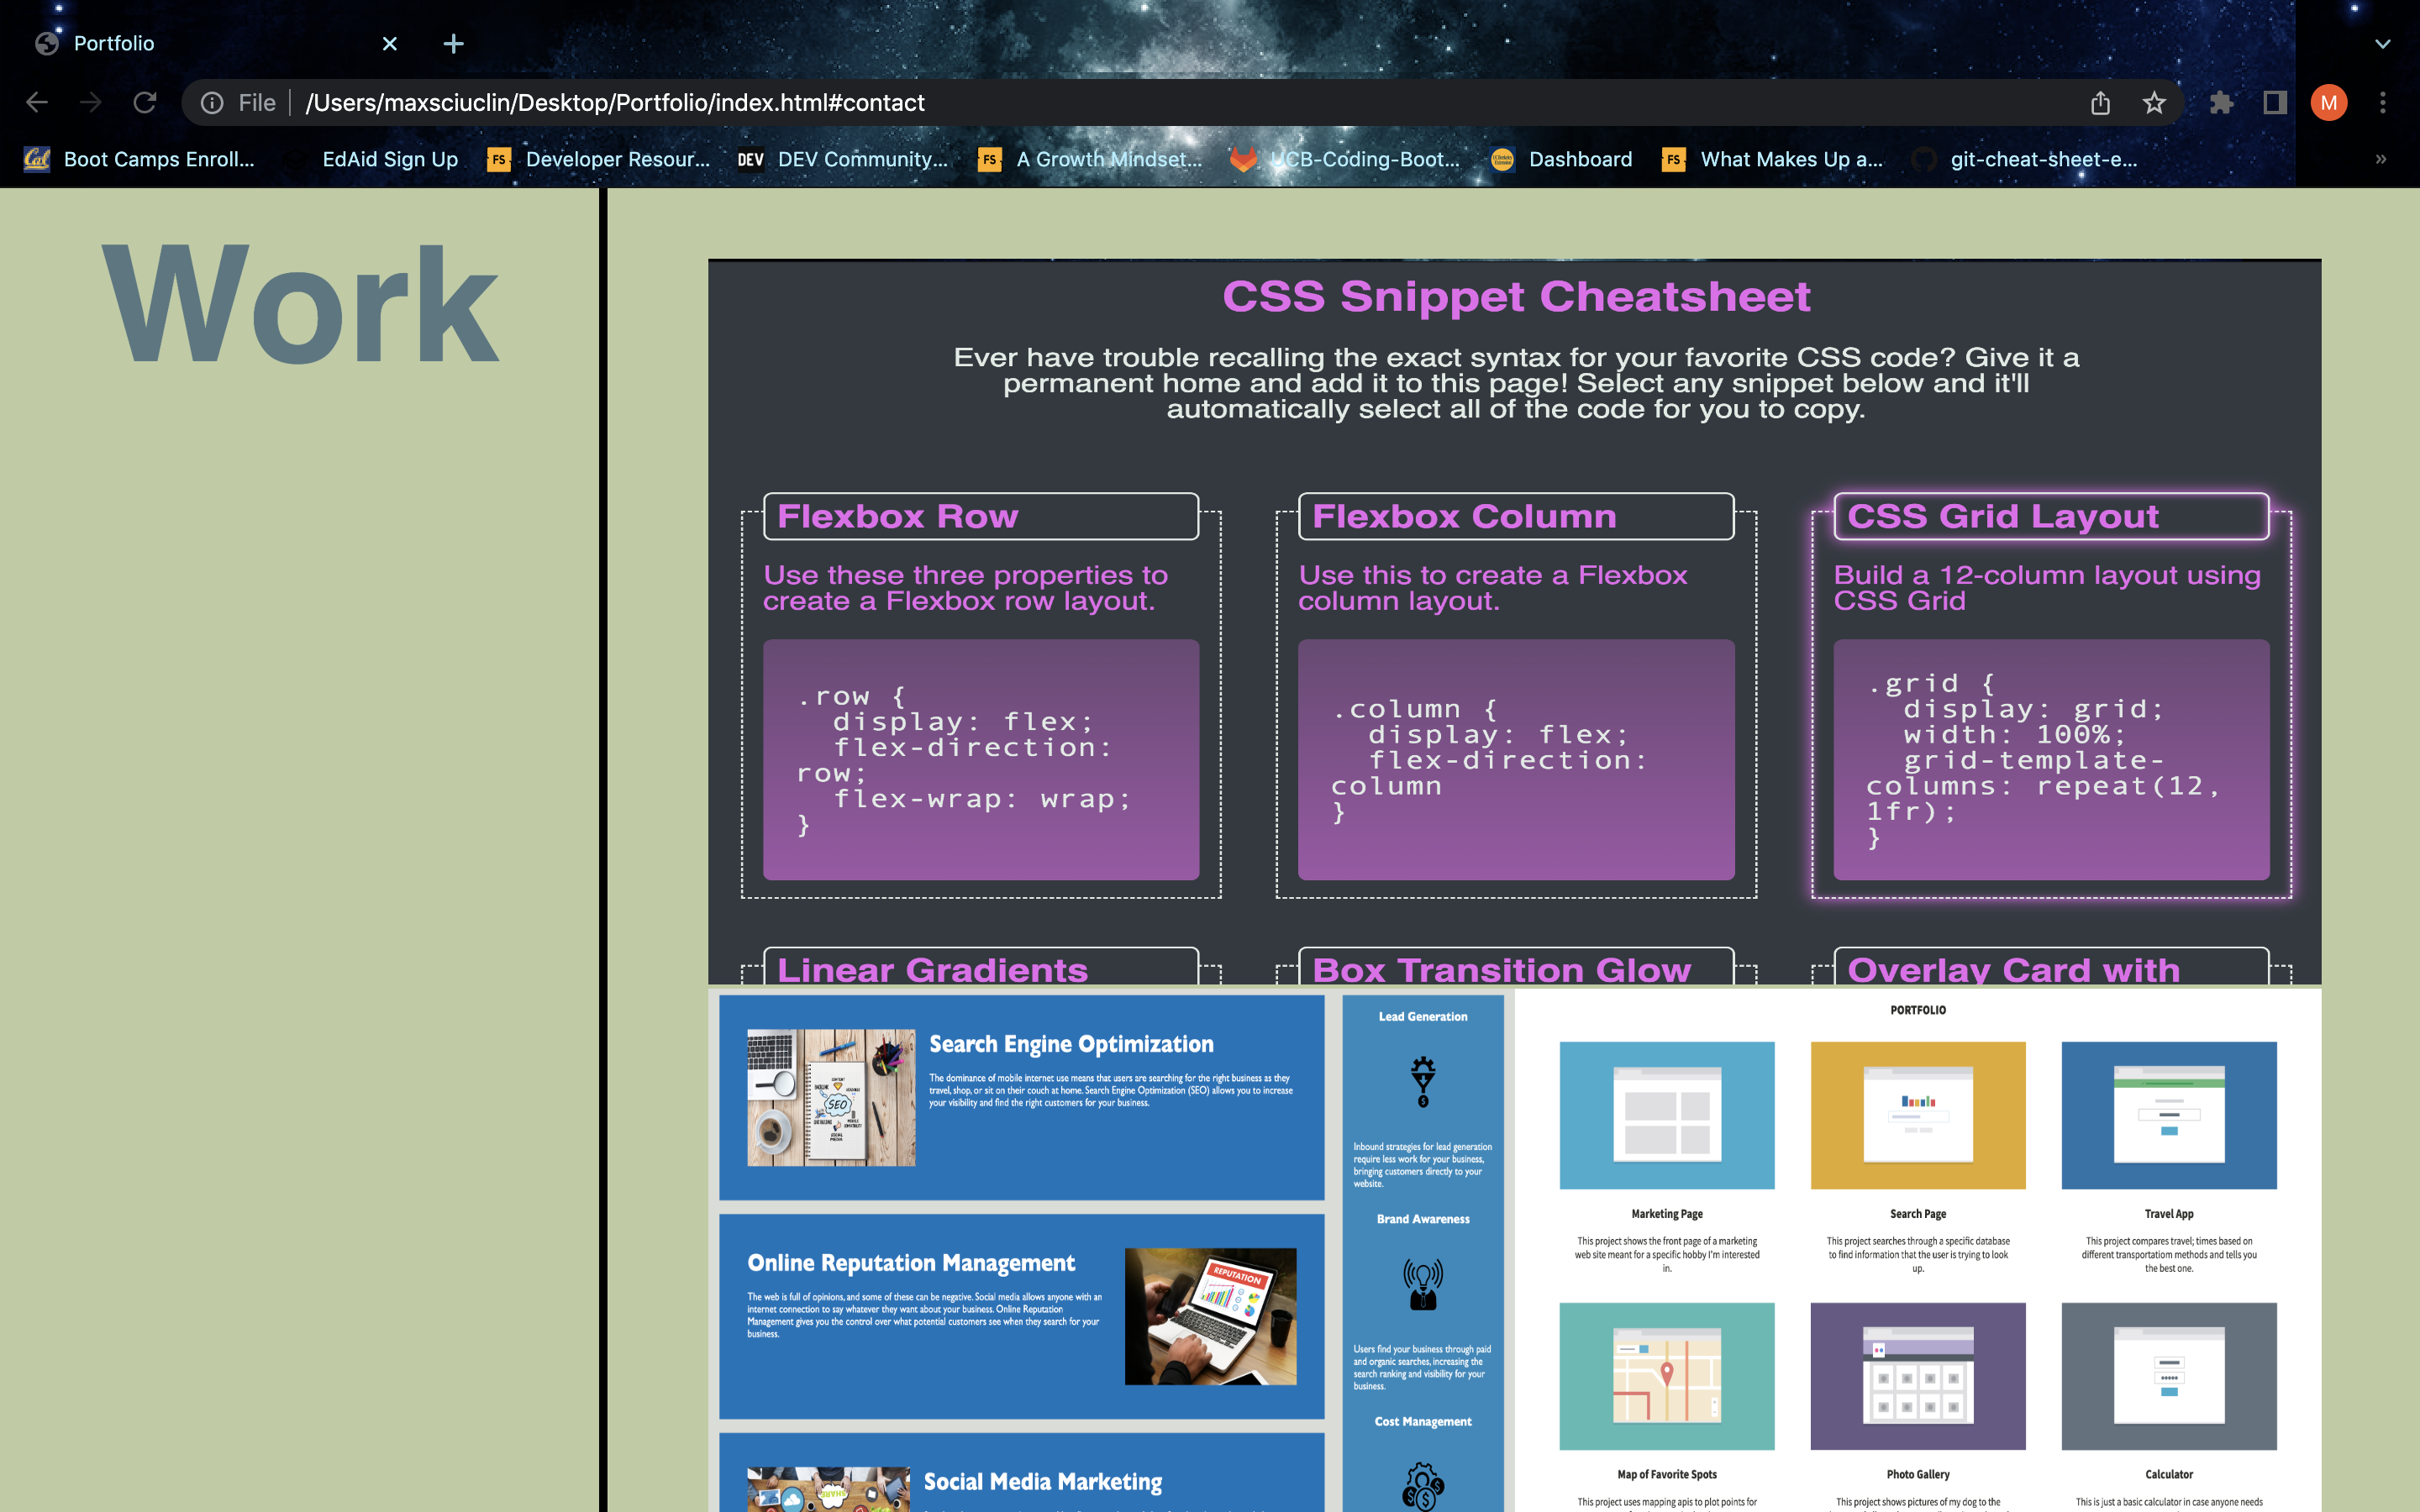 Portfolio
File
/Users/maxsciuclin/Desktop/Portfolio/index.html#contact
M
Boot Camps Enroll...
EdAid Sign Up
FS
Developer Resour...
DEV
DEV Community...
FS
A Growth Mindset...
UCB-Coding-Boot...
Dashboard
FS
What Makes Up a...
git-cheat-sheet-e...
»
Work
CSS Snippet Cheatsheet
Ever have trouble recalling the exact syntax for your favorite CSS code? Give it a
permanent home and add it to this page! Select any snippet below and it'll
automatically select all of the code for you to copy.
Flexbox Row
Use these three properties to
create a Flexbox row layout.
.row {
display: flex;
flex-direction:
row;
flex-wrap: wrap;
}
Flexbox Column
Use this to create a Flexbox
column layout.
.column {
display: flex;
flex-direction:
column
}
CSS Grid Layout
Build a 12-column layout using
CSS Grid
.grid {
display: grid;
width: 100%;
grid-template-
columns: repeat(12,
1fr);
}
Linear Gradients
Box Transition Glow
Overlay Card with
Search Engine Optimization
The dominance of mobile internet use means that users are searching for the right business as they
travel, shop, or sit on their couch at home. Search Engine Optimization (SEO) allows you to increase
your visibility and find the right customers for your business.
SEO
Online Reputation Management
The web is full of opinions, and some of these can be negative. Social media allows anyone with an
internet connection to say whatever they want about your business. Online Reputation
Management gives you the control over what potential customers see when they search for your
business.
REPUTATION
Social Media Marketing
SHARE
Lead Generation
Inbound strategies for lead generation
require less work for your business,
bringing customers directly to your
website.
Brand Awareness
Users find your business through paid
and organic searches, increasing the
search ranking and visibility for your
business.
Cost Management
PORTFOLIO
Marketing Page
This project shows the front page of a marketing
web site meant for a specific hobby I'm interested
in.
Search Page
This project searches through a specific database
to find information that the user is trying to look
up.
Travel App
This project compares travel; times based on
different transportatiom methods and tells you
the best one.
Map of Favorite Spots
This project uses mapping apis to plot points for
Photo Gallery
This project shows pictures of my dog to the
Calculator
This is just a basic calculator in case anyone needs